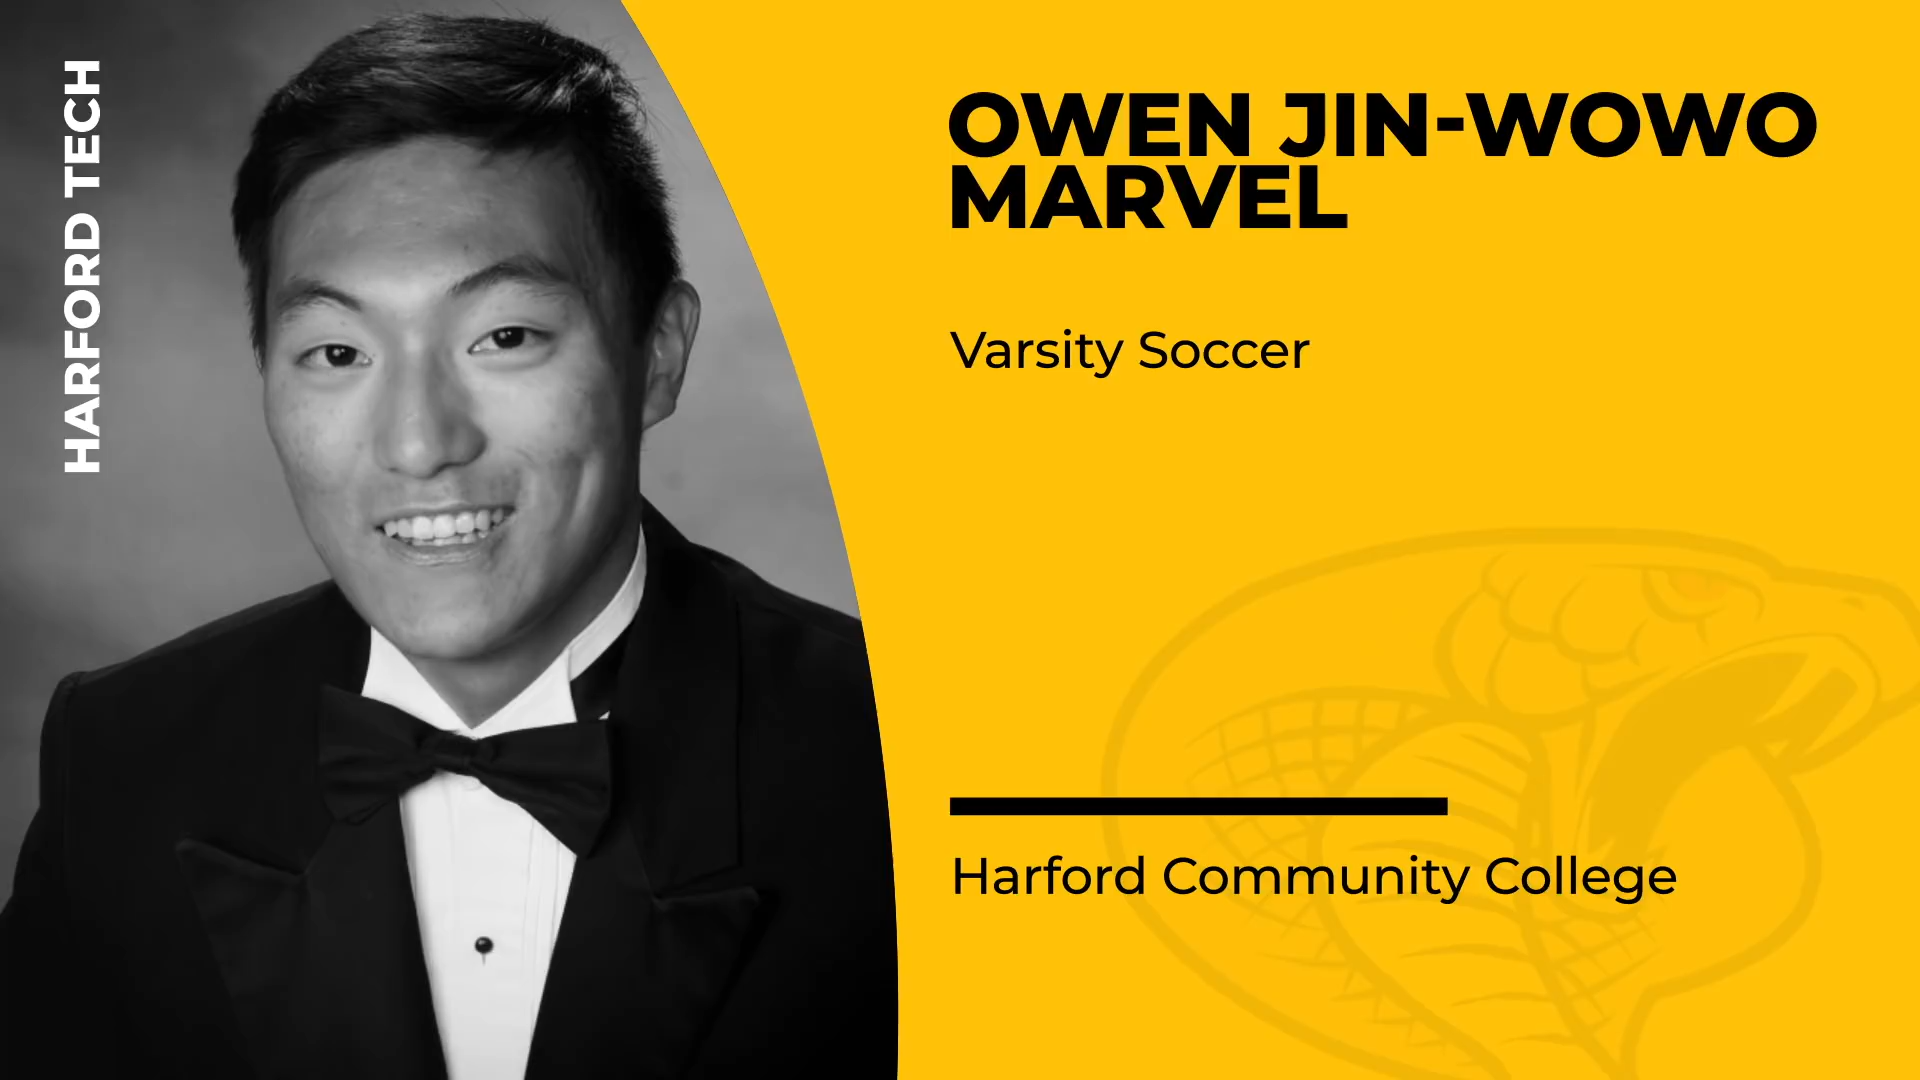 HARFORD TECH
OWEN JIN-WOWO
MARVEL
Varsity Soccer
Harford Community College